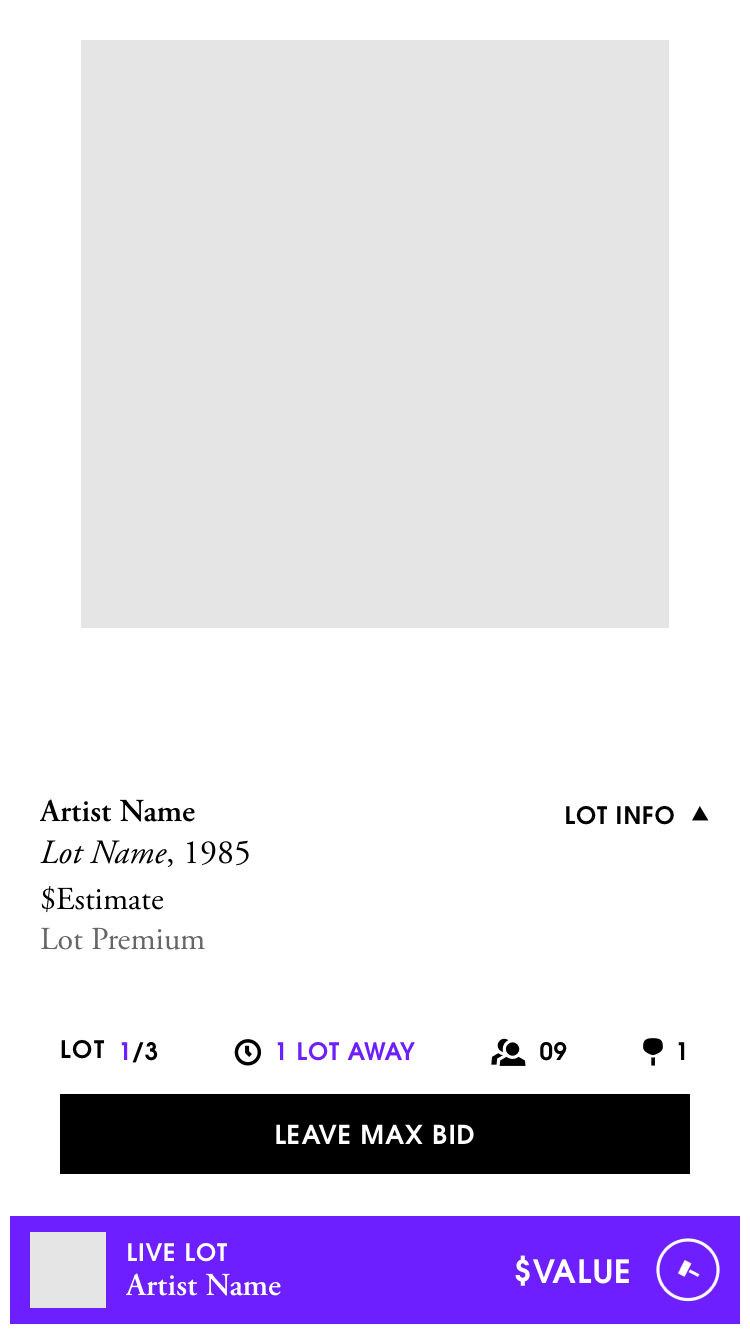 Artist Name
LOT INFO
Lot Name, 1985
$Estimate
Lot Premium
LOT 1/3
1 LOT AWAY
09
1
LEAVE MAX BID
LIVE LOT
Artist Name
$VALUE